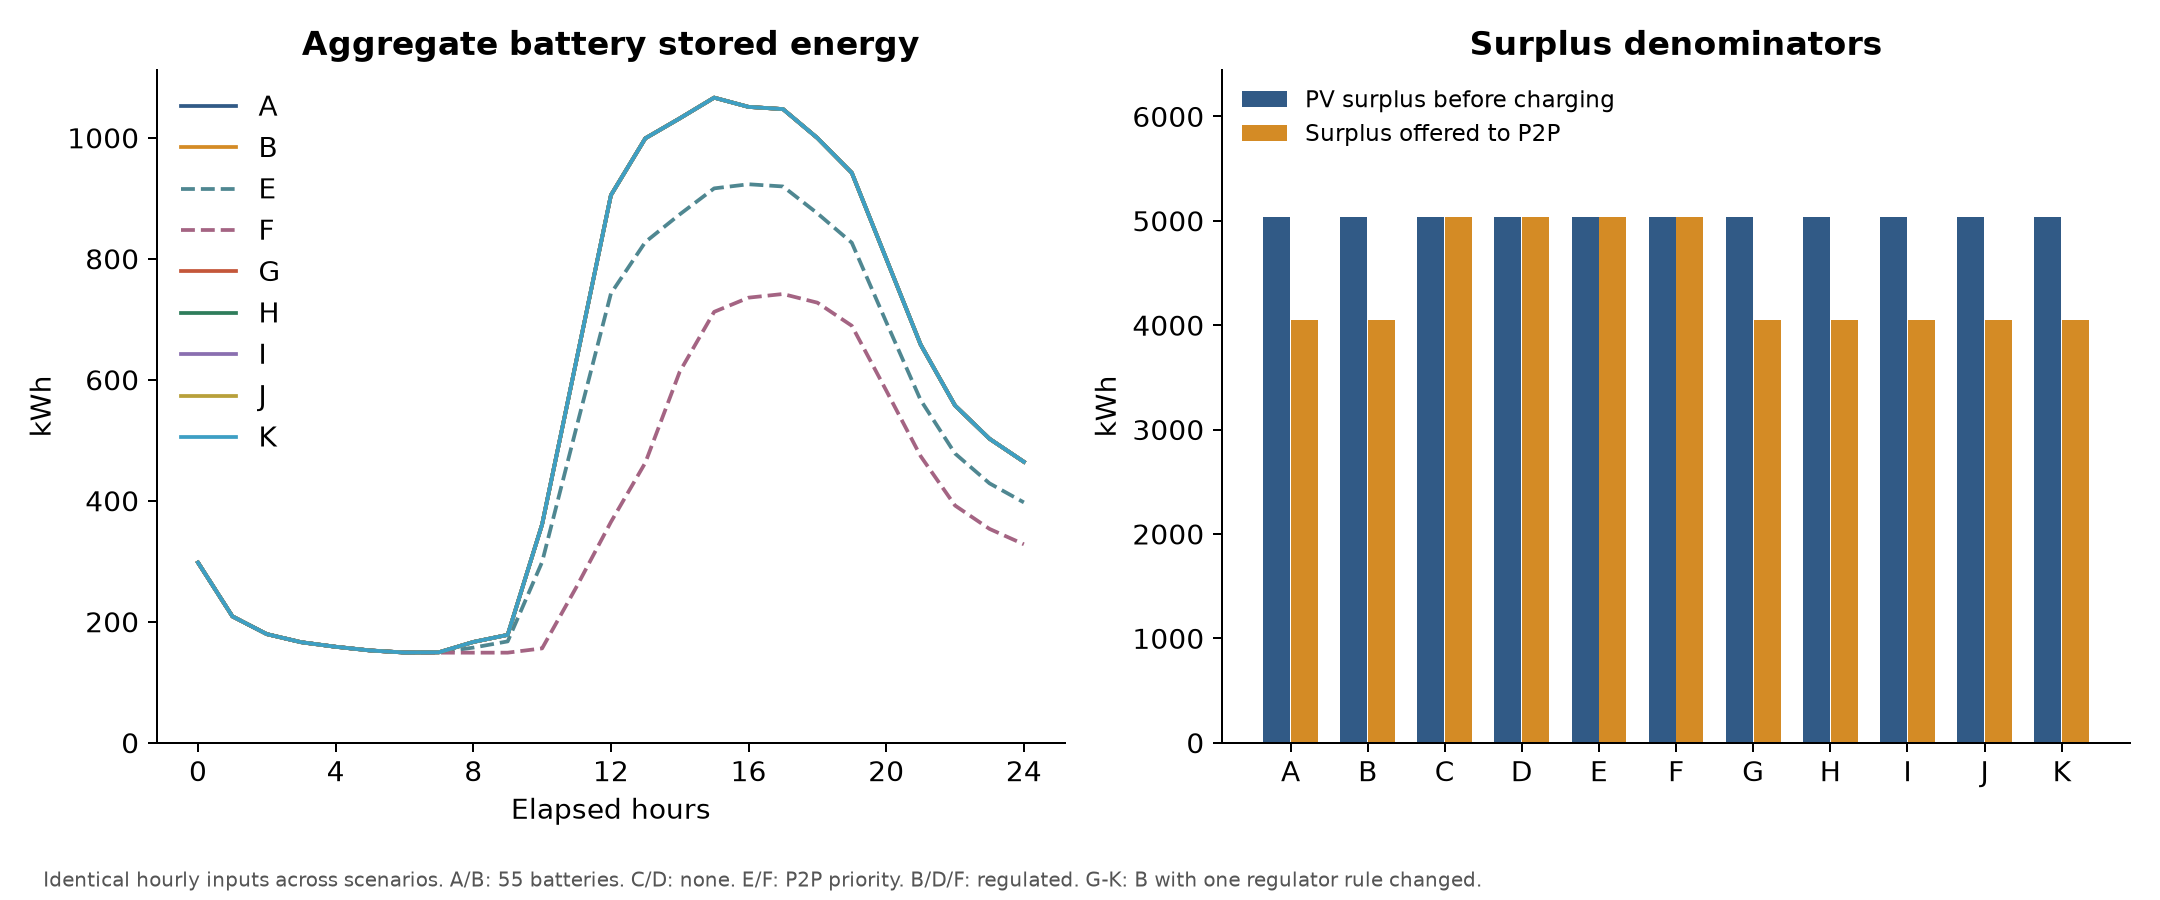 Aggregate battery stored energy
kWh
1000
800
600
400
200
0
A
B
E
F
G
H
I
J
K
0 4 8 12 16 20 24
Elapsed hours
Surplus denominators
kWh
6000
5000
4000
3000
2000
1000
0
PV surplus before charging
Surplus offered to P2P
A B C D E F G H I J K
Identical hourly inputs across scenarios. A/B: 55 batteries. C/D: none. E/F: P2P priority. B/D/F: regulated. G-K: B with one regulator rule changed.